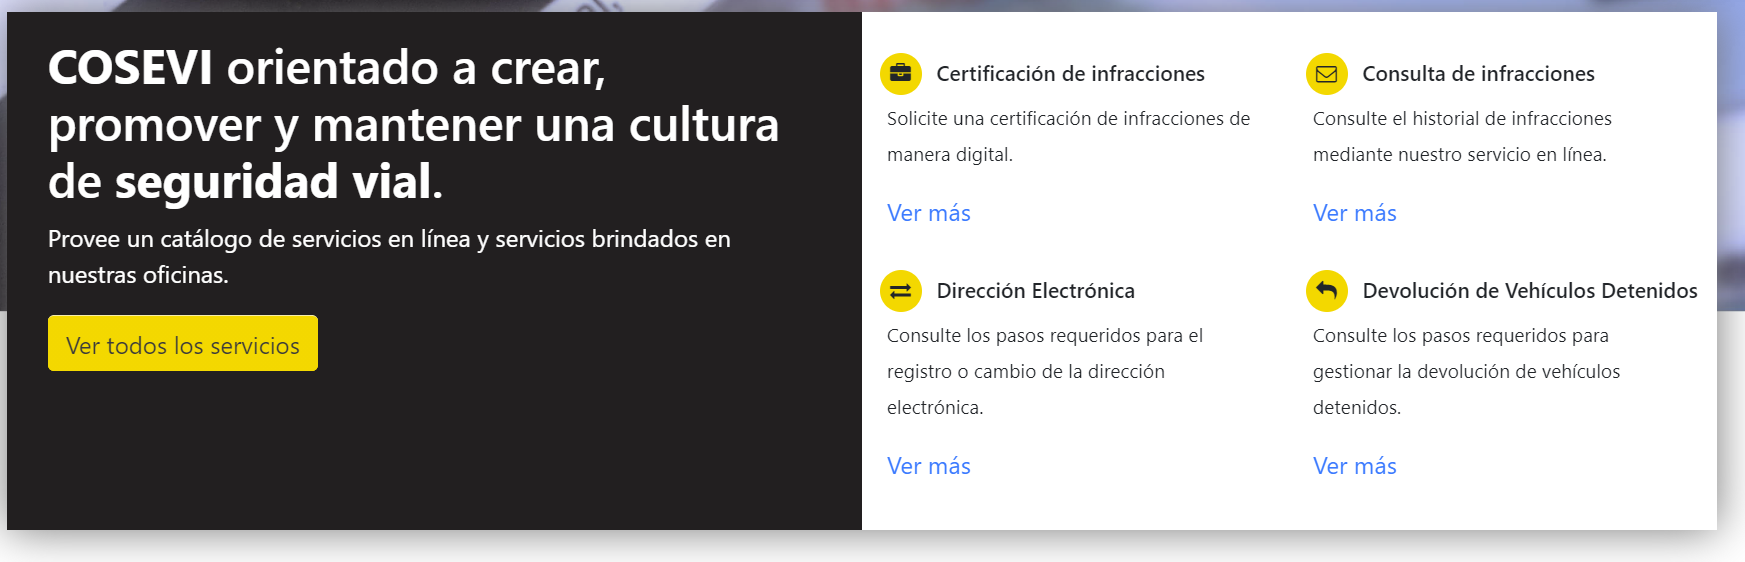 COSEVI orientado a crear,
promover y mantener una cultura
de seguridad vial.
Provee un catálogo de servicios en línea y servicios brindados en
nuestras oficinas.
Ver todos los servicios
Certificación de infracciones
Solicite una certificación de infracciones de
manera digital.
Ver más
Consulta de infracciones
Consulte el historial de infracciones
mediante nuestro servicio en línea.
Ver más
Dirección Electrónica
Consulte los pasos requeridos para el
registro o cambio de la dirección
electrónica.
Ver más
Devolución de Vehículos Detenidos
Consulte los pasos requeridos para
gestionar la devolución de vehículos
detenidos.
Ver más